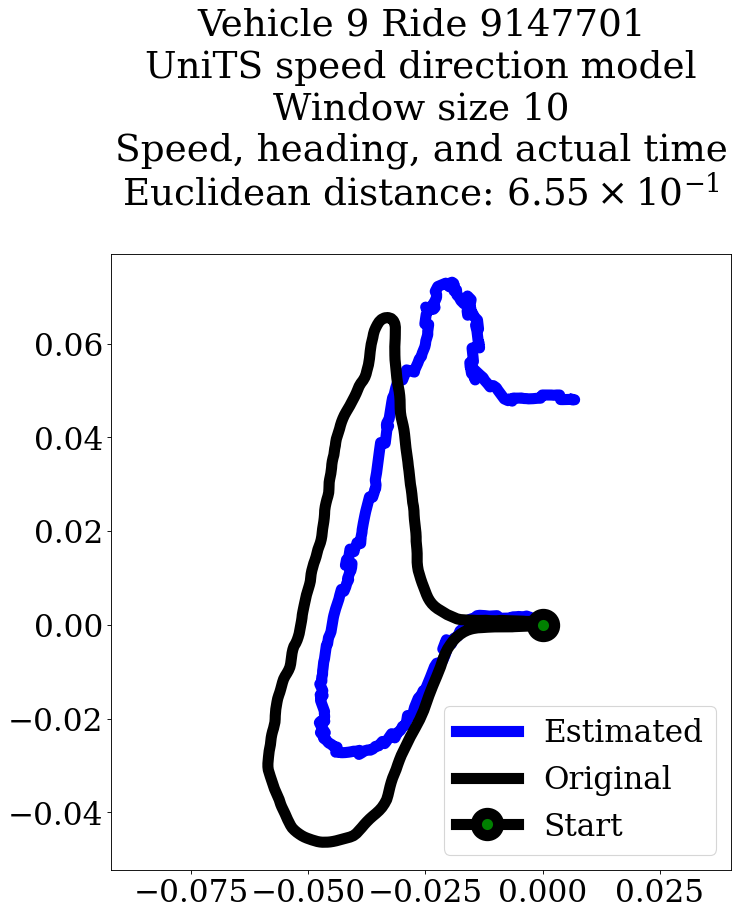 Vehicle 9 Ride 9147701
UniTS speed direction model
Window size 10
Speed, heading, and actual time
Euclidean distance: 6.55 × 10⁻¹
0.06
0.04
0.02
0.00
−0.02
−0.04
Estimated
Original
Start
−0.075 −0.050 −0.025 0.000 0.025